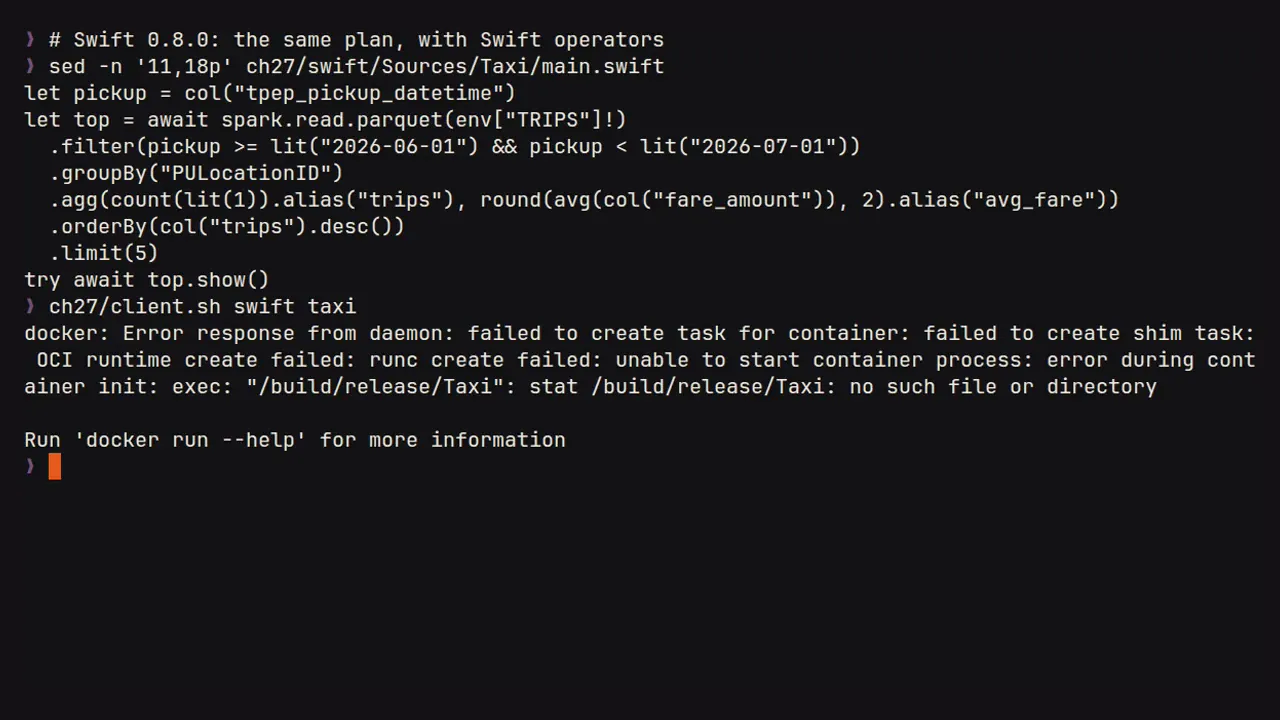 ❯ # Swift 0.8.0: the same plan, with Swift operators
❯ sed -n '11,18p' ch27/swift/Sources/Taxi/main.swift
let pickup = col("tpep_pickup_datetime")
let top = await spark.read.parquet(env["TRIPS"]!)
  .filter(pickup >= lit("2026-06-01") && pickup < lit("2026-07-01"))
  .groupBy("PULocationID")
  .agg(count(lit(1)).alias("trips"), round(avg(col("fare_amount")), 2).alias("avg_fare"))
  .orderBy(col("trips").desc())
  .limit(5)
try await top.show()
❯ ch27/client.sh swift taxi
docker: Error response from daemon: failed to create task for container: failed to create shim task:
 OCI runtime create failed: runc create failed: unable to start container process: error during cont
ainer init: exec: "/build/release/Taxi": stat /build/release/Taxi: no such file or directory

Run 'docker run --help' for more information
❯